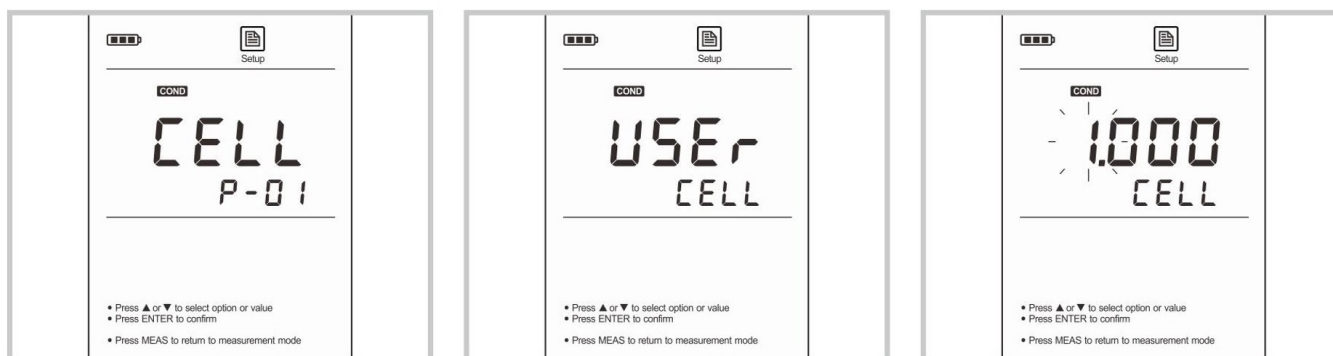 Setup
COND
CELL
P-01
• Press ▲ or ▼ to select option or value
• Press ENTER to confirm
• Press MEAS to return to measurement mode
Setup
COND
USEr
CELL
• Press ▲ or ▼ to select option or value
• Press ENTER to confirm
• Press MEAS to return to measurement mode
Setup
COND
1.000
CELL
• Press ▲ or ▼ to select option or value
• Press ENTER to confirm
• Press MEAS to return to measurement mode